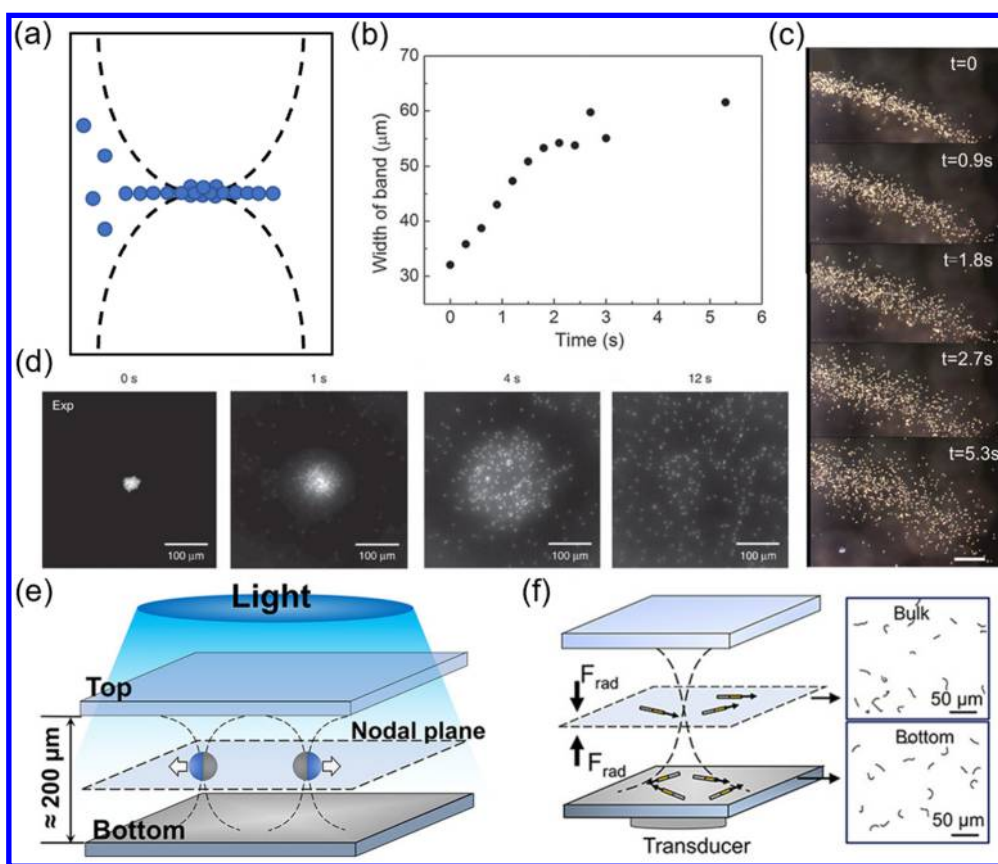 (a)
(b)
70
60
50
40
30
Width of band (μm)
0 1 2 3 4 5 6
Time (s)
(c)
t=0
t=0.9s
t=1.8s
t=2.7s
t=5.3s
(d)
0 s 1 s 4 s 12 s
Exp
100 μm 100 μm 100 μm 100 μm
(e)
Light
Top
Nodal plane
≈ 200 μm
Bottom
(f)
Frad
Frad
Transducer
Bulk
50 μm
Bottom
50 μm